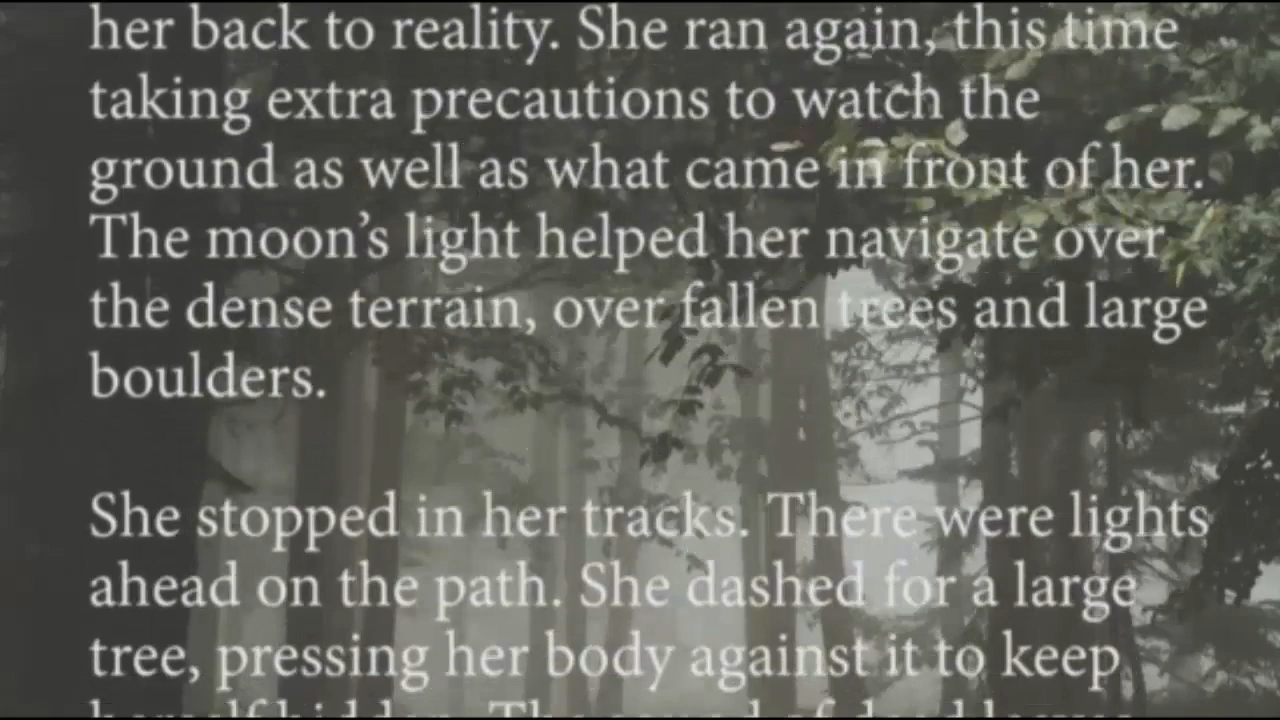 her back to reality. She ran again, this time
taking extra precautions to watch the
ground as well as what came in front of her.
The moon’s light helped her navigate over
the dense terrain, over fallen trees and large
boulders.
She stopped in her tracks. There were lights
ahead on the path. She dashed for a large
tree, pressing her body against it to keep